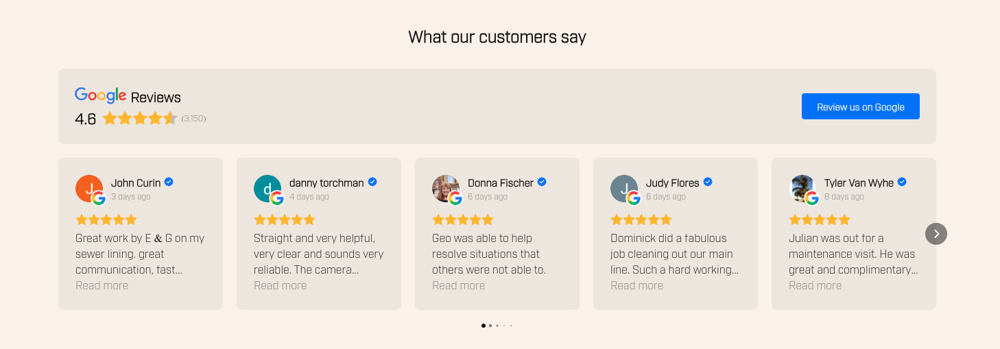 What our customers say
Google Reviews
4.6 (3,150)
Review us on Google
J
John Curin
3 days ago
Great work by E & G on my
sewer lining. great
communication, fast...
Read more
d
danny torchman
4 days ago
Straight and very helpful,
very clear and sounds very
reliable. The camera...
Read more
Donna Fischer
6 days ago
Geo was able to help
resolve situations that
others were not able to.
Read more
J
Judy Flores
6 days ago
Dominick did a fabulous
job cleaning out our main
line. Such a hard working...
Read more
Tyler Van Wyhe
8 days ago
Julian was out for a
maintenance visit. He was
great and complimentary...
Read more